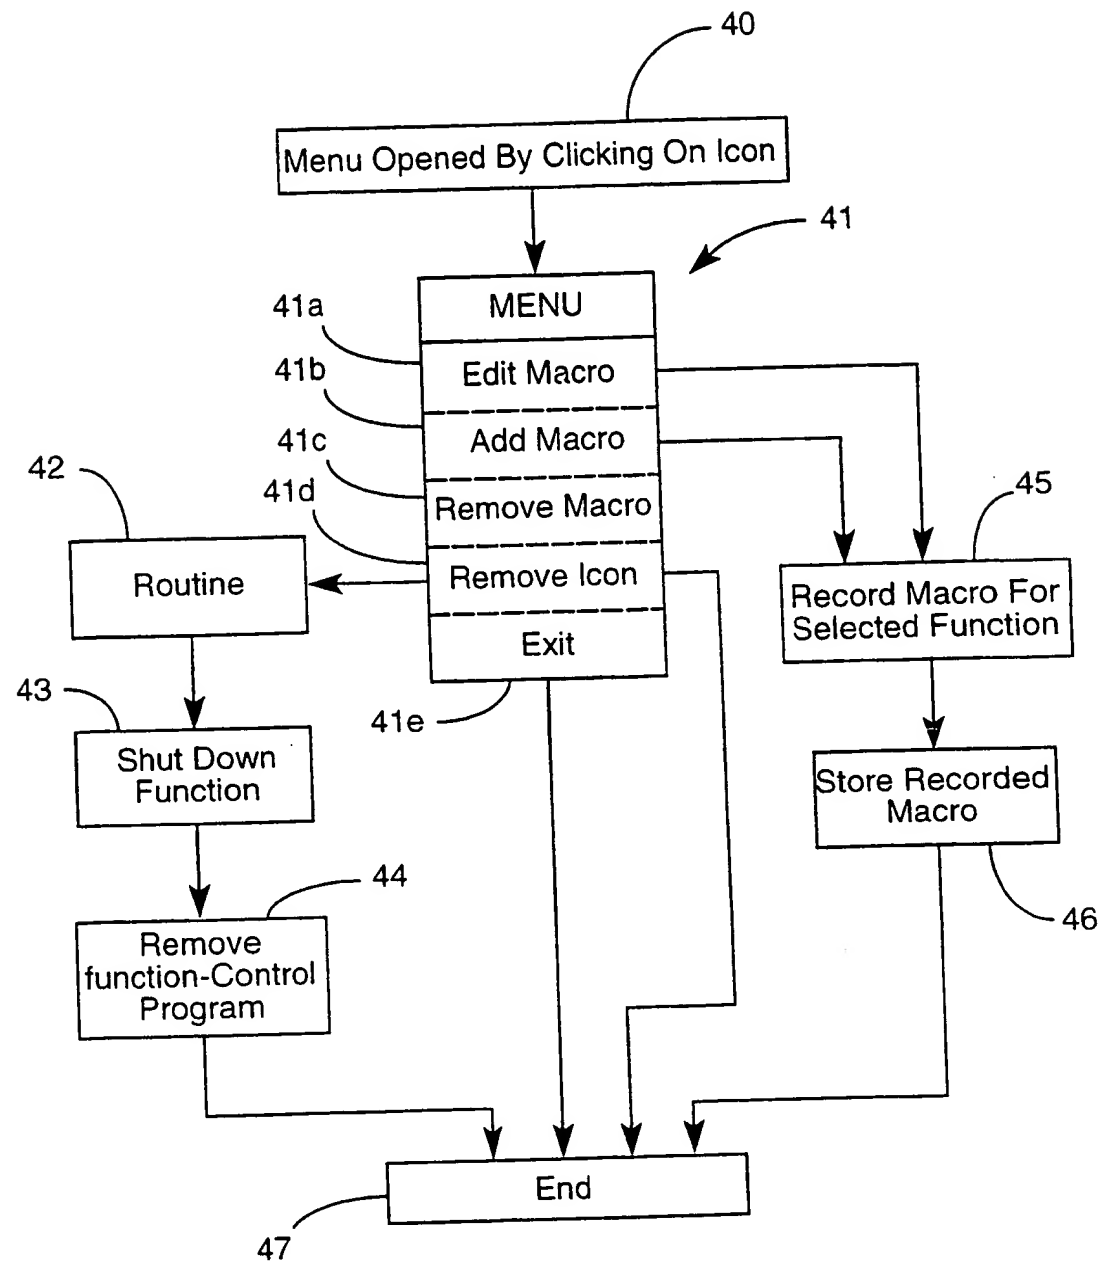 40
Menu Opened By Clicking On Icon
41
MENU
41a
Edit Macro
41b
Add Macro
41c
Remove Macro
41d
Remove Icon
Exit
41e
42
Routine
43
Shut Down
Function
44
Remove
function-Control
Program
45
Record Macro For
Selected Function
Store Recorded
Macro
46
End
47